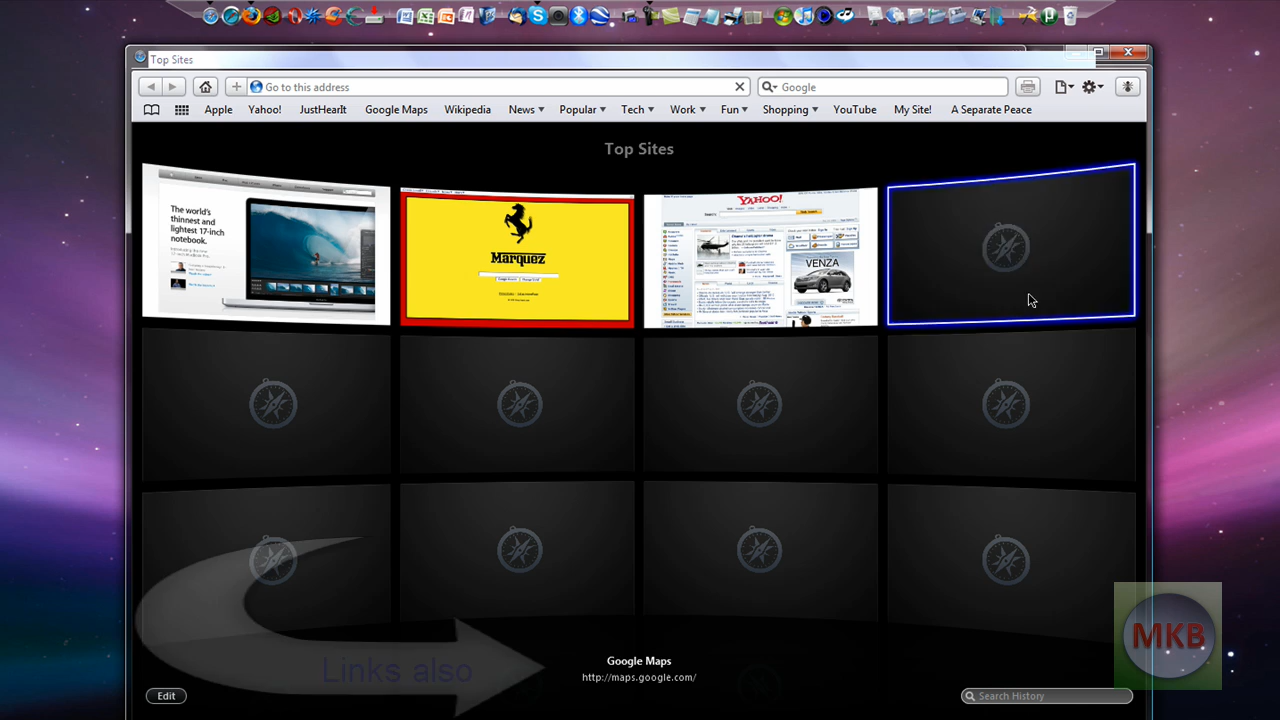 Top Sites
Go to this address
Google
Apple
Yahoo!
JustHearIt
Google Maps
Wikipedia
News
Popular
Tech
Work
Fun
Shopping
YouTube
My Site!
A Separate Peace
Top Sites
The world's
thinnest and
lightest 17-inch
notebook.
Marquez
YAHOO!
VENZA
Links also
MKB
Google Maps
http://maps.google.com/
Edit
Search History